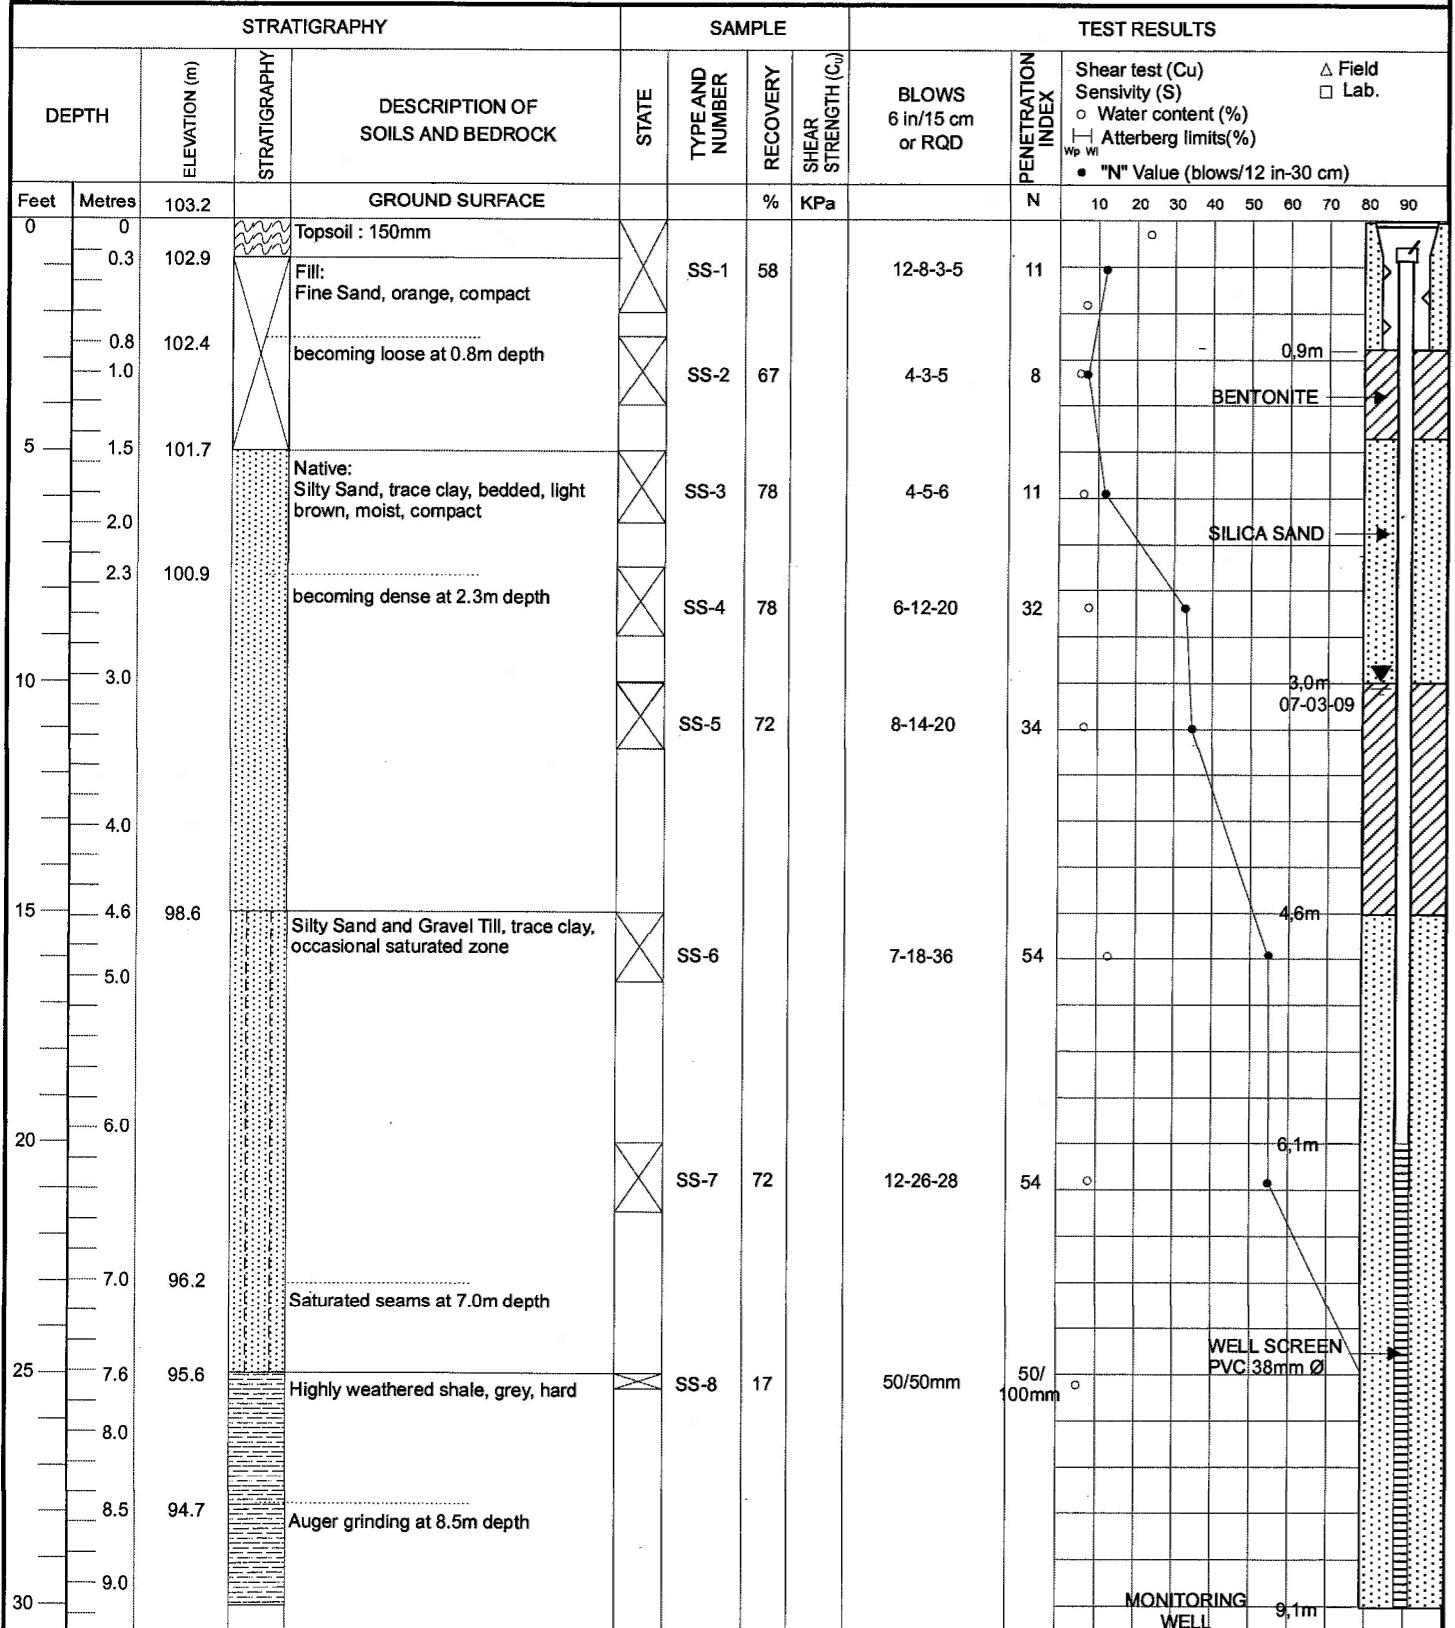 STRATIGRAPHY SAMPLE TEST RESULTS
DEPTH
ELEVATION (m)
STRATIGRAPHY
DESCRIPTION OF
SOILS AND BEDROCK
STATE
TYPE AND
NUMBER
RECOVERY
SHEAR
STRENGTH (Cu)
BLOWS
6 in/15 cm
or RQD
PENETRATION
INDEX
Shear test (Cu) △ Field
Sensivity (S) □ Lab.
○ Water content (%)
Atterberg limits(%)
Wp Wl
● "N" Value (blows/12 in-30 cm)
Feet Metres 103.2 GROUND SURFACE % KPa N
10 20 30 40 50 60 70 80 90
0 0 Topsoil : 150mm
0.3 102.9 SS-1 58 12-8-3-5 11
Fill:
Fine Sand, orange, compact
0.8 102.4 0,9m
becoming loose at 0.8m depth
1.0 SS-2 67 4-3-5 8
BENTONITE
5 1.5 101.7
Native:
Silty Sand, trace clay, bedded, light
brown, moist, compact
SS-3 78 4-5-6 11
2.0 SILICA SAND
2.3 100.9
becoming dense at 2.3m depth
SS-4 78 6-12-20 32
10 3.0 3,0m
07-03-09
SS-5 72 8-14-20 34
4.0
15 4.6 98.6 4,6m
Silty Sand and Gravel Till, trace clay,
occasional saturated zone
SS-6 7-18-36 54
5.0
6.0
20 6,1m
SS-7 72 12-26-28 54
7.0 96.2
Saturated seams at 7.0m depth
WELL SCREEN
PVC 38mm Ø
25 7.6 95.6
Highly weathered shale, grey, hard
SS-8 17 50/50mm 50/
100mm
8.0
8.5 94.7
Auger grinding at 8.5m depth
9.0
30 MONITORING
WELL
9,1m